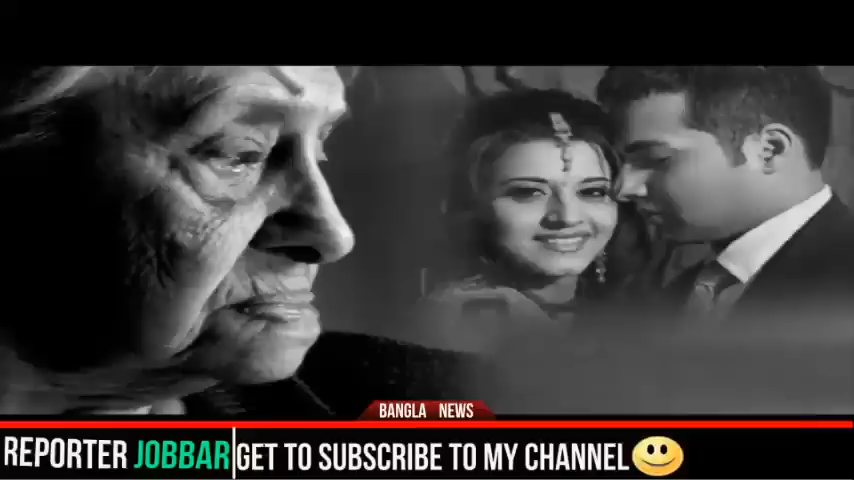 BANGLA NEWS
REPORTER JOBBAR GET TO SUBSCRIBE TO MY CHANNEL🙂